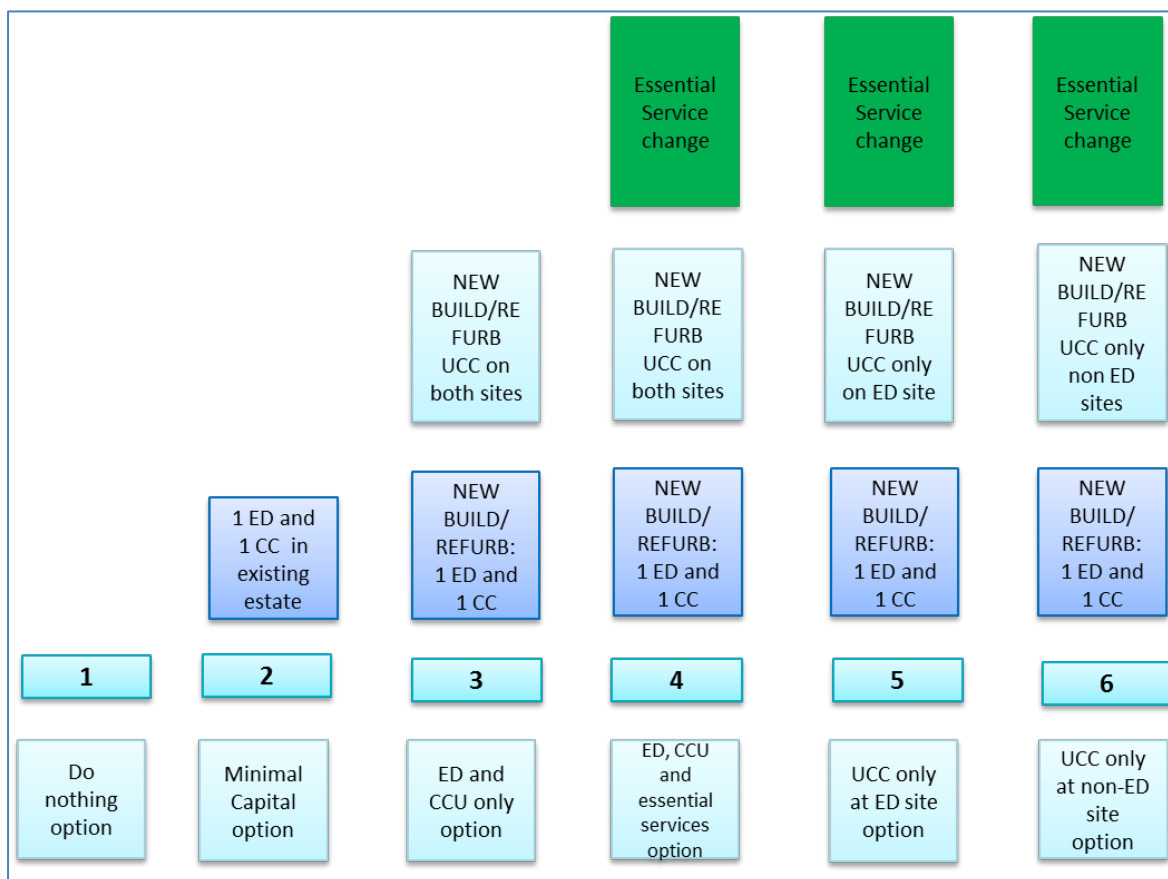 Essential
Service
change
Essential
Service
change
Essential
Service
change
NEW
BUILD/RE
FURB
UCC on
both sites
NEW
BUILD/RE
FURB
UCC on
both sites
NEW
BUILD/RE
FURB
UCC only
on ED site
NEW
BUILD/RE
FURB
UCC only
non ED
sites
1 ED and
1 CC in
existing
estate
NEW
BUILD/
REFURB:
1 ED and
1 CC
NEW
BUILD/
REFURB:
1 ED and
1 CC
NEW
BUILD/
REFURB:
1 ED and
1 CC
NEW
BUILD/
REFURB:
1 ED and
1 CC
1
2
3
4
5
6
Do
nothing
option
Minimal
Capital
option
ED and
CCU only
option
ED, CCU
and
essential
services
option
UCC only
at ED site
option
UCC only
at non-ED
site
option